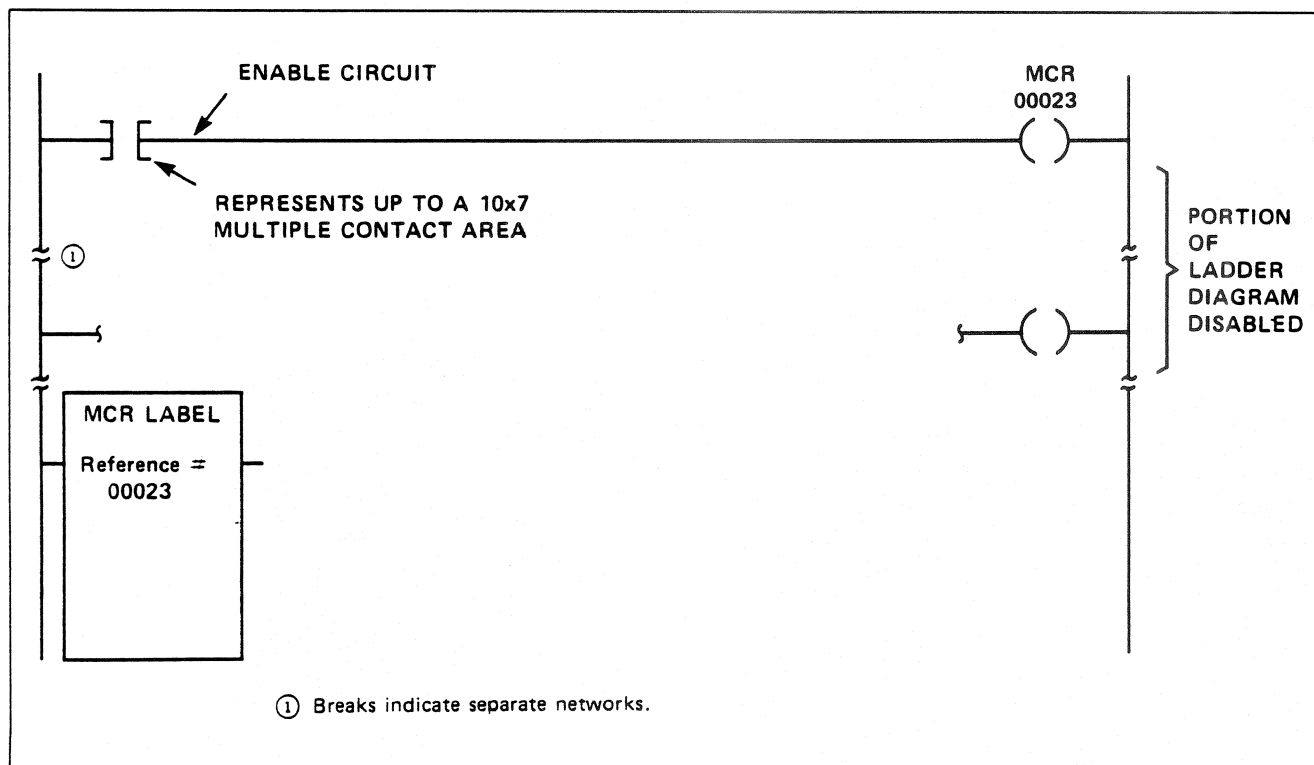 ENABLE CIRCUIT
MCR
00023
REPRESENTS UP TO A 10x7
MULTIPLE CONTACT AREA
①
PORTION
OF
LADDER
DIAGRAM
DISABLED
MCR LABEL
Reference #
00023
① Breaks indicate separate networks.